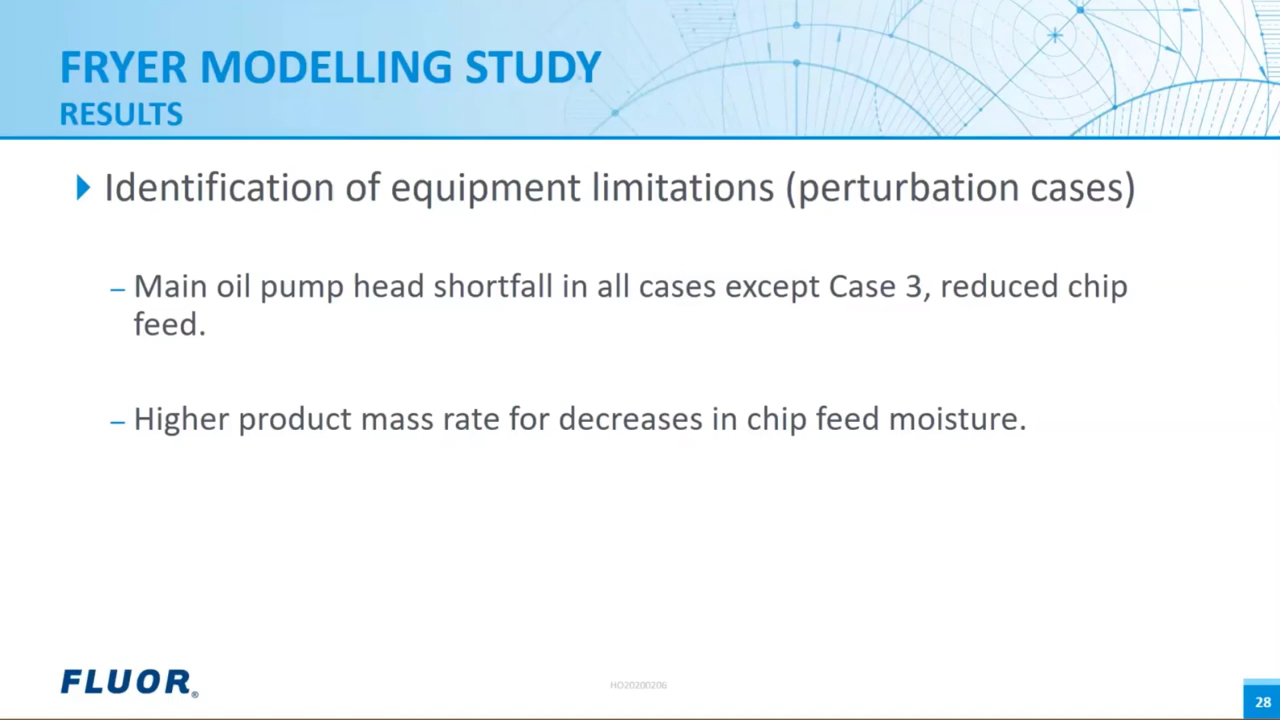 FRYER MODELLING STUDY
RESULTS
Identification of equipment limitations (perturbation cases)
– Main oil pump head shortfall in all cases except Case 3, reduced chip
feed.
– Higher product mass rate for decreases in chip feed moisture.
FLUOR®
HO20200206
28